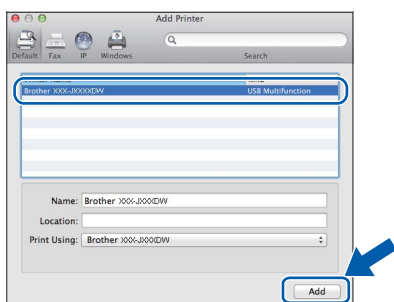 Add Printer
Default Fax IP Windows Search
Brother XXX-JXXXXDW USB Multifunction
Name: Brother XXX-JXXXDW
Location:
Print Using: Brother XXX-JXXXDW
Add